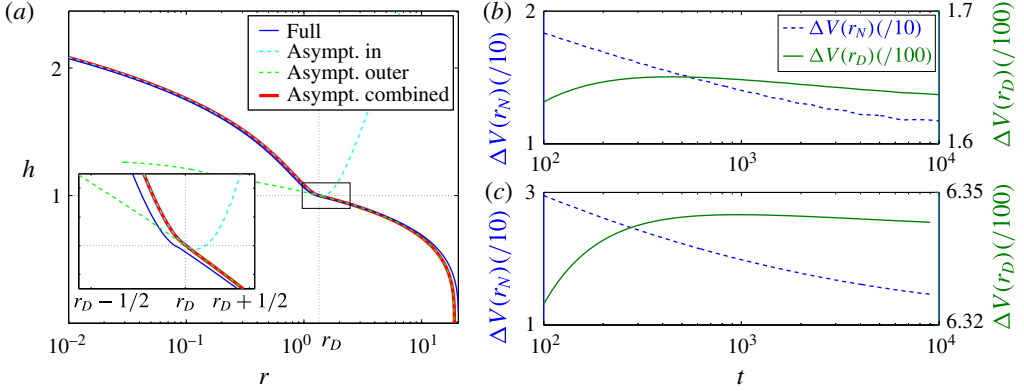 (a)
2
h
1
Full
Asympt. in
Asympt. outer
Asympt. combined
r_D − 1/2
r_D
r_D + 1/2
10^−2
10^−1
10^0
r_D
10^1
r
(b)
2
1
ΔV(r_N)(/10)
ΔV(r_N)(/10)
ΔV(r_D)(/100)
1.7
1.6
ΔV(r_D)(/100)
10^2
10^3
10^4
(c)
3
1
ΔV(r_N)(/10)
6.35
6.32
ΔV(r_D)(/100)
10^2
10^3
10^4
t